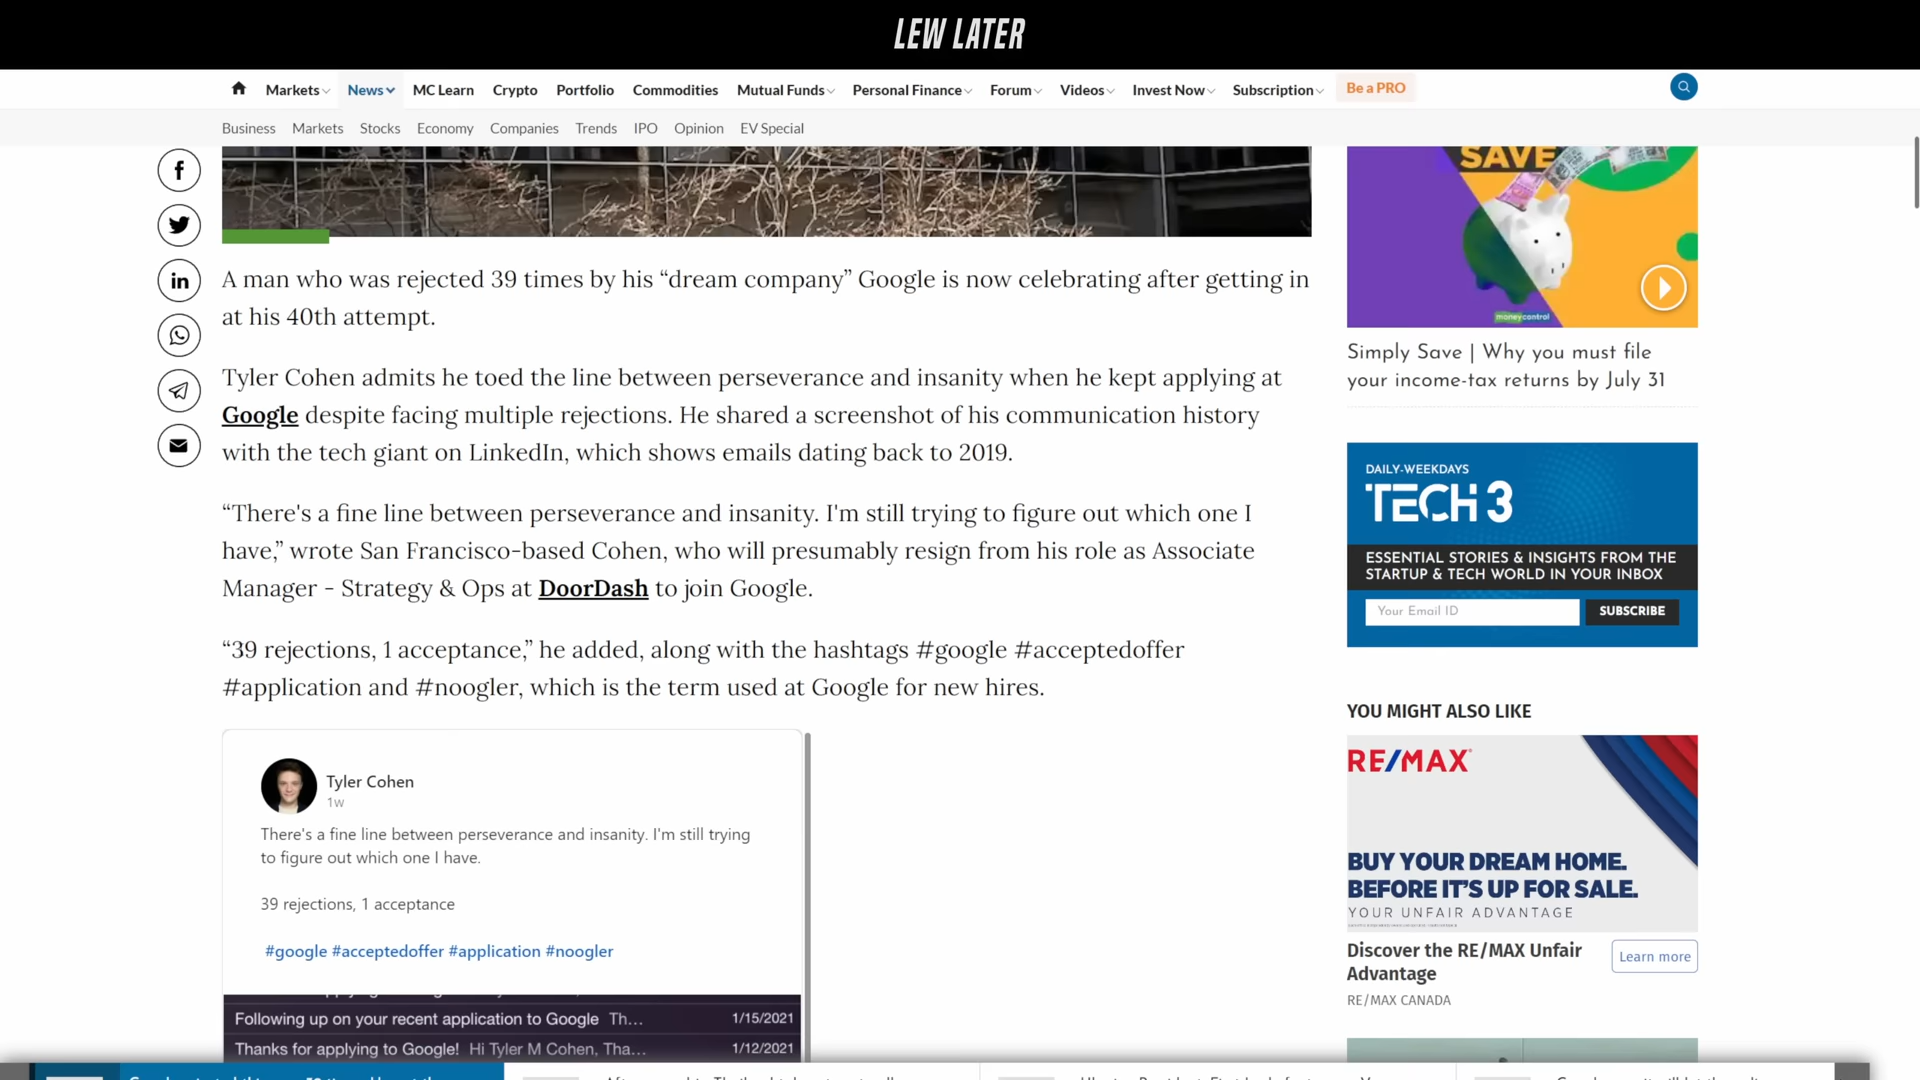 LEW LATER
Markets News MC Learn Crypto Portfolio Commodities Mutual Funds Personal Finance Forum Videos Invest Now Subscription Be a PRO
Business Markets Stocks Economy Companies Trends IPO Opinion EV Special
SAVE
moneycontrol
Simply Save | Why you must file
your income-tax returns by July 31
A man who was rejected 39 times by his “dream company” Google is now celebrating after getting in
at his 40th attempt.
Tyler Cohen admits he toed the line between perseverance and insanity when he kept applying at
Google despite facing multiple rejections. He shared a screenshot of his communication history
with the tech giant on LinkedIn, which shows emails dating back to 2019.
“There's a fine line between perseverance and insanity. I'm still trying to figure out which one I
have,” wrote San Francisco-based Cohen, who will presumably resign from his role as Associate
Manager - Strategy & Ops at DoorDash to join Google.
“39 rejections, 1 acceptance,” he added, along with the hashtags #google #acceptedoffer
#application and #noogler, which is the term used at Google for new hires.
Tyler Cohen
1w
There's a fine line between perseverance and insanity. I'm still trying
to figure out which one I have.
39 rejections, 1 acceptance
#google #acceptedoffer #application #noogler
Following up on your recent application to Google Th... 1/15/2021
Thanks for applying to Google! Hi Tyler M Cohen, Tha... 1/12/2021
DAILY-WEEKDAYS
TECH 3
ESSENTIAL STORIES & INSIGHTS FROM THE
STARTUP & TECH WORLD IN YOUR INBOX
Your Email ID SUBSCRIBE
YOU MIGHT ALSO LIKE
RE/MAX
BUY YOUR DREAM HOME.
BEFORE IT'S UP FOR SALE.
YOUR UNFAIR ADVANTAGE
Discover the RE/MAX Unfair
Advantage
Learn more
RE/MAX CANADA